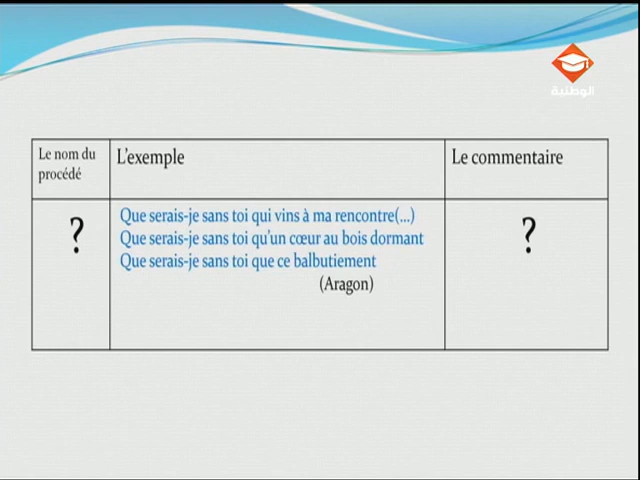 الوطنية
Le nom du
procédé
L'exemple
Le commentaire
?
Que serais-je sans toi qui vins à ma rencontre(...)
Que serais-je sans toi qu'un cœur au bois dormant
Que serais-je sans toi que ce balbutiement
(Aragon)
?